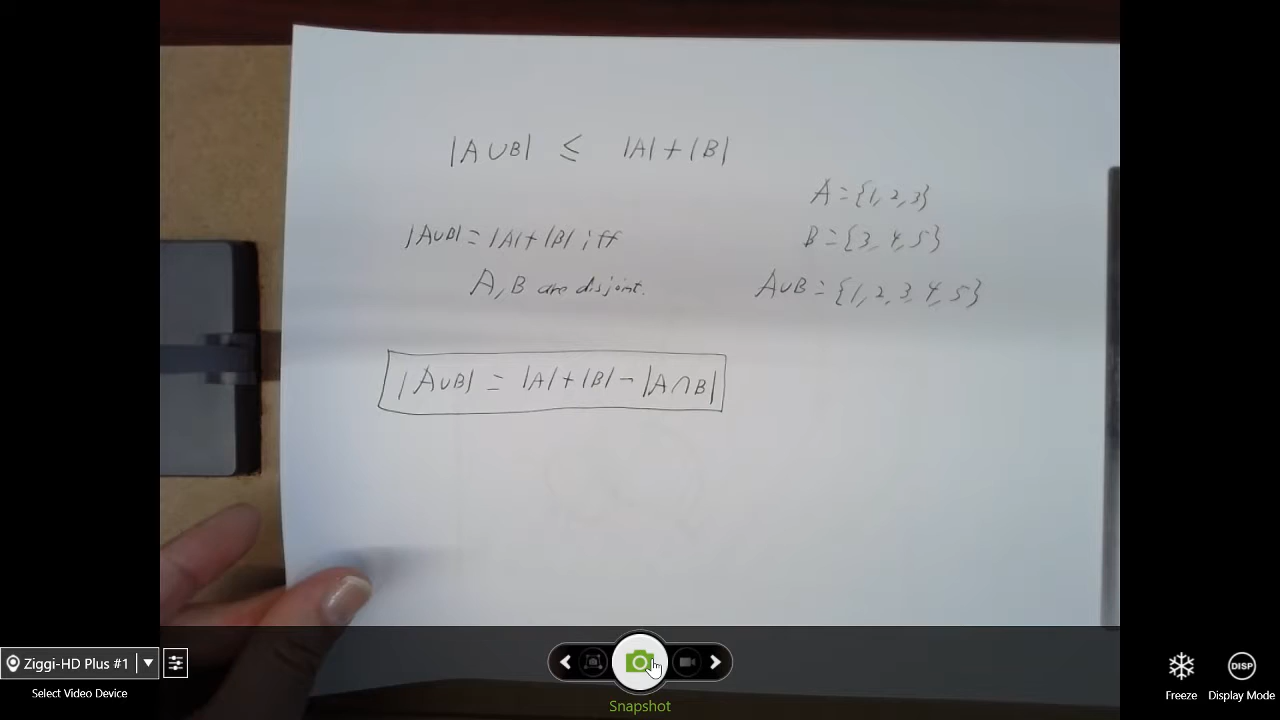 |A∪B| ≤ |A|+|B|
A={1,2,3}
|A∪B|=|A|+|B| iff
B={3,4,5}
A,B are disjoint.
A∪B={1,2,3,4,5}
|A∪B| = |A|+|B|-|A∩B|
Ziggi-HD Plus #1
Select Video Device
Snapshot
Freeze
DISP
Display Mode